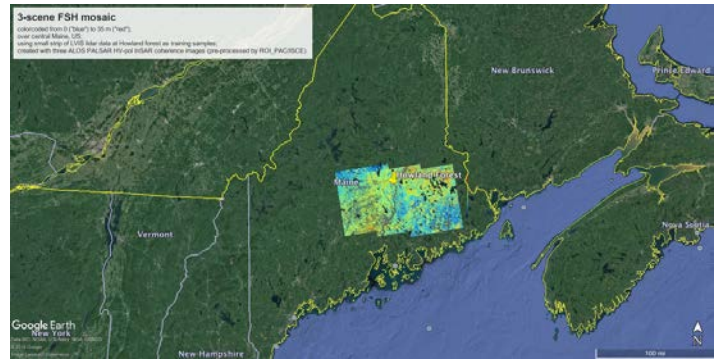 3-scene FSH mosaic
colorcoded from 0 ("blue") to 35 m ("red");
over central Maine, US;
using small strip of LVIS lidar data at Howland forest as training samples;
created with three ALOS PALSAR HV-pol InSAR coherence images (pre-processed by ROI_PAC/ISCE)
New Brunswick
Prince Edward
Maine
Howland Forest
Nova Scotia
Vermont
Google Earth
New York
New Hampshire
N
100 mi